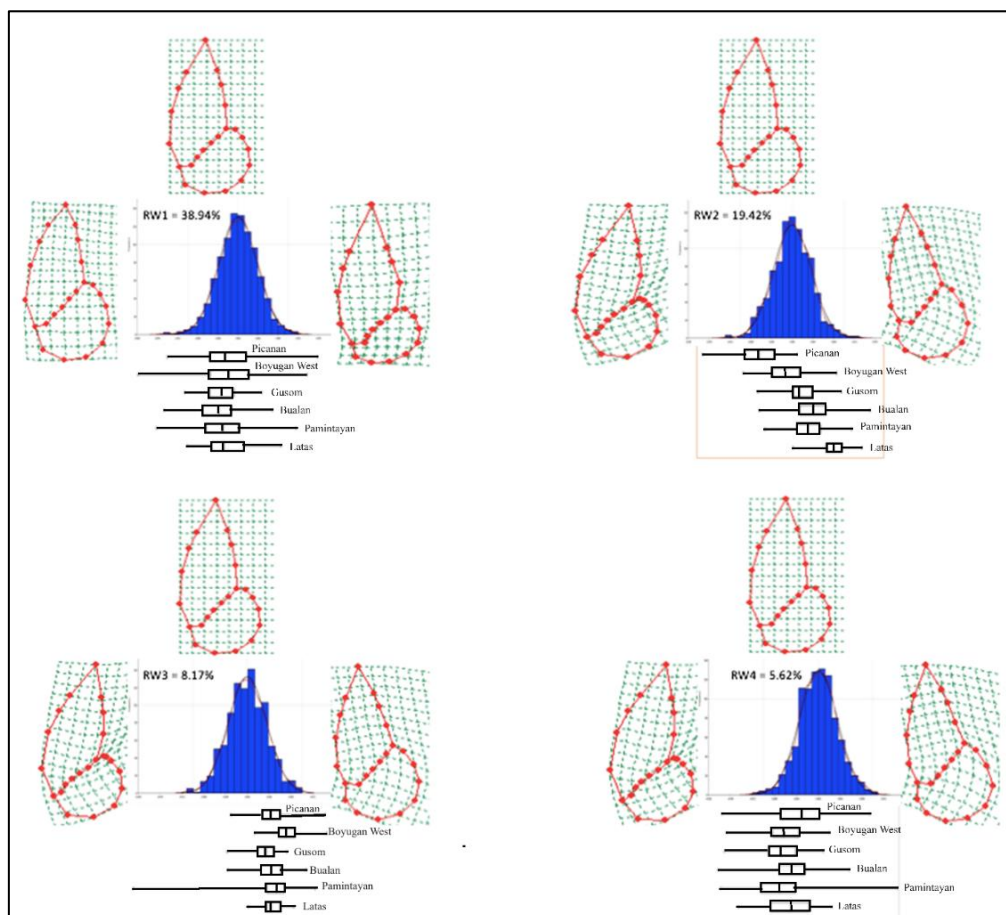 RW1 = 38.94%
Picanan
Boyugan West
Gusom
Bualan
Pamintayan
Latas
RW2 = 19.42%
Picanan
Boyugan West
Gusom
Bualan
Pamintayan
Latas
RW3 = 8.17%
Picanan
Boyugan West
Gusom
Bualan
Pamintayan
Latas
RW4 = 5.62%
Picanan
Boyugan West
Gusom
Bualan
Pamintayan
Latas